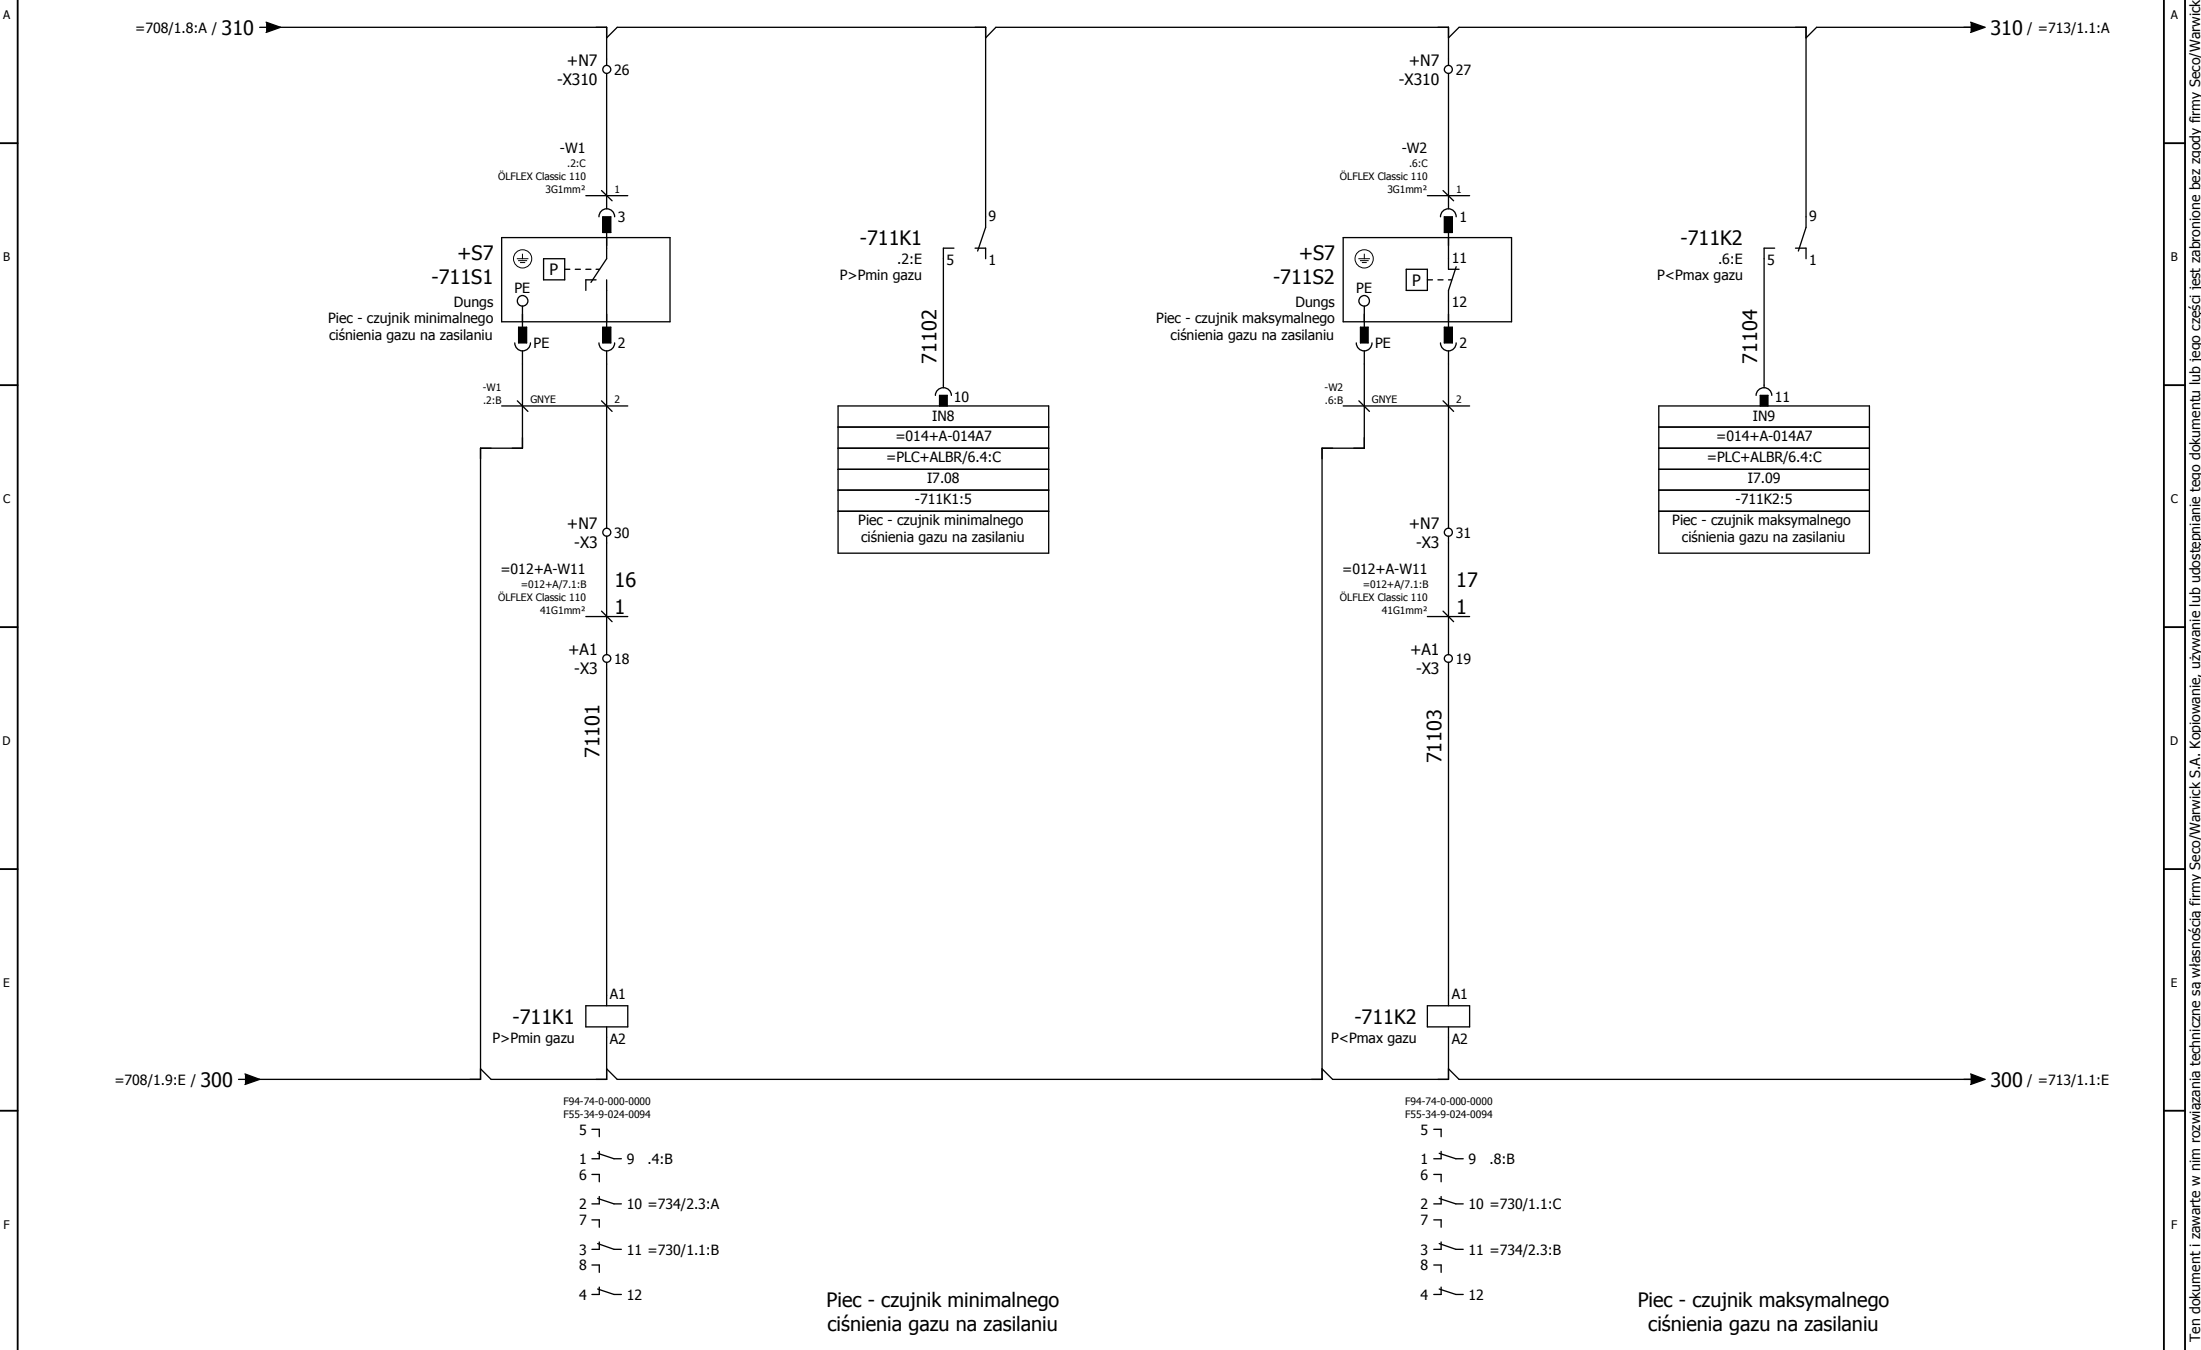 A
=708/1.8:A / 310
310 / =713/1.1:A
A
+N7
-X310
26
-W1
.2:C
ÖLFLEX Classic 110
3G1mm²
1
3
+S7
-711S1
Dungs
Piec - czujnik minimalnego
ciśnienia gazu na zasilaniu
P
PE
PE
2
-W1
.2:B
GNYE
2
+N7
-X3
30
=012+A-W11
=012+A/7.1:B
ÖLFLEX Classic 110
41G1mm²
16
1
+A1
-X3
18
71101
-711K1
P>Pmin gazu
A1
A2
-711K1
.2:E
P>Pmin gazu
9
5
1
71102
10
IN8
=014+A-014A7
=PLC+ALBR/6.4:C
I7.08
-711K1:5
Piec - czujnik minimalnego
ciśnienia gazu na zasilaniu
+N7
-X310
27
-W2
.6:C
ÖLFLEX Classic 110
3G1mm²
1
1
+S7
-711S2
Dungs
Piec - czujnik maksymalnego
ciśnienia gazu na zasilaniu
P
11
12
PE
PE
2
-W2
.6:B
GNYE
2
+N7
-X3
31
=012+A-W11
=012+A/7.1:B
ÖLFLEX Classic 110
41G1mm²
17
1
+A1
-X3
19
71103
-711K2
P<Pmax gazu
A1
A2
-711K2
.6:E
P<Pmax gazu
9
5
1
71104
11
IN9
=014+A-014A7
=PLC+ALBR/6.4:C
I7.09
-711K2:5
Piec - czujnik maksymalnego
ciśnienia gazu na zasilaniu
B
B
C
C
D
D
E
E
=708/1.9:E / 300
300 / =713/1.1:E
F94-74-0-000-0000
F55-34-9-024-0094
5
1 9 .4:B
6
2 10 =734/2.3:A
7
3 11 =730/1.1:B
8
4 12
F94-74-0-000-0000
F55-34-9-024-0094
5
1 9 .8:B
6
2 10 =730/1.1:C
7
3 11 =734/2.3:B
8
4 12
F
F
Piec - czujnik minimalnego
ciśnienia gazu na zasilaniu
Piec - czujnik maksymalnego
ciśnienia gazu na zasilaniu
Ten dokument i zawarte w nim rozwiązania techniczne są własnością firmy Seco/Warwick S.A. Kopiowanie, używanie lub udostępnianie tego dokumentu lub jego części jest zabronione bez zgody firmy Seco/Warwick